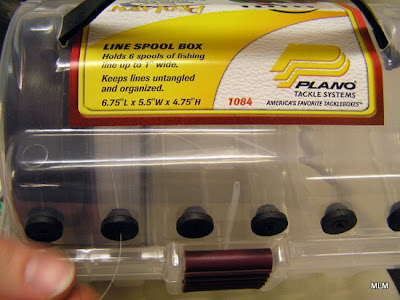 LINE SPOOL BOX
Holds 6 spools of fishing
line up to 1" wide.
Keeps lines untangled
and organized.
6.75"L x 5.5"W x 4.75"H
1084
PLANO
TACKLE SYSTEMS
AMERICA'S FAVORITE TACKLEBOXES™
MLM